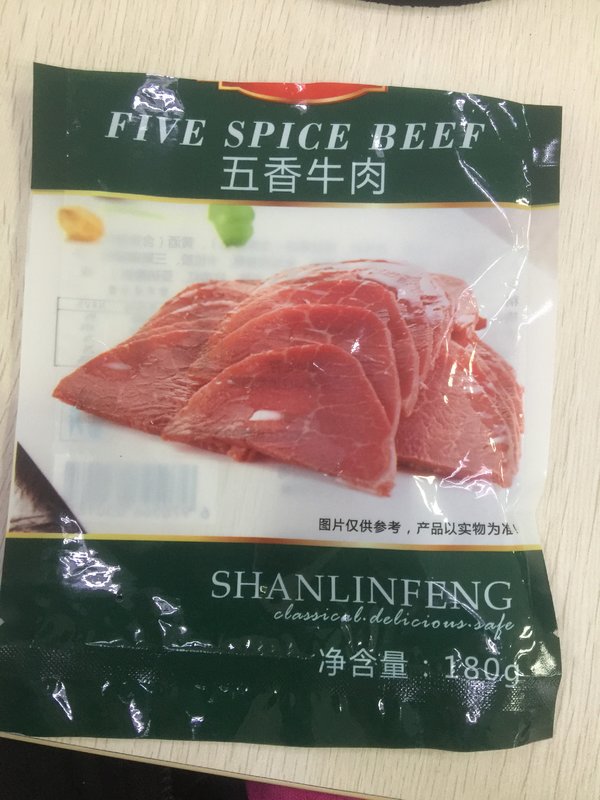 FIVE SPICE BEEF
五香牛肉
图片仅供参考，产品以实物为准！
SHANLINFENG
classical·delicious·safe
净含量：180g